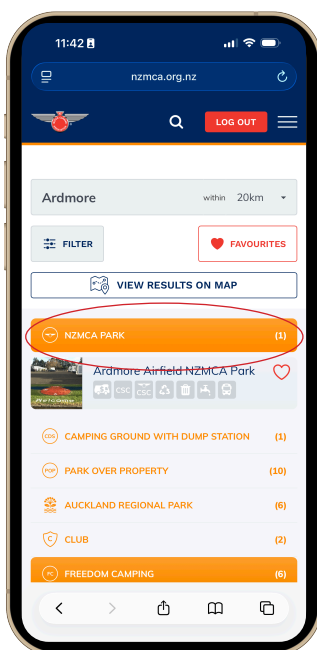 11:42
nzmca.org.nz
LOG OUT
Ardmore within 20km
FILTER
FAVOURITES
VIEW RESULTS ON MAP
NZMCA PARK (1)
Ardmore Airfield NZMCA Park
Welcome
CSC CSC
CDS CAMPING GROUND WITH DUMP STATION (1)
POP PARK OVER PROPERTY (10)
AUCKLAND REGIONAL PARK (6)
C CLUB (2)
FC FREEDOM CAMPING (6)